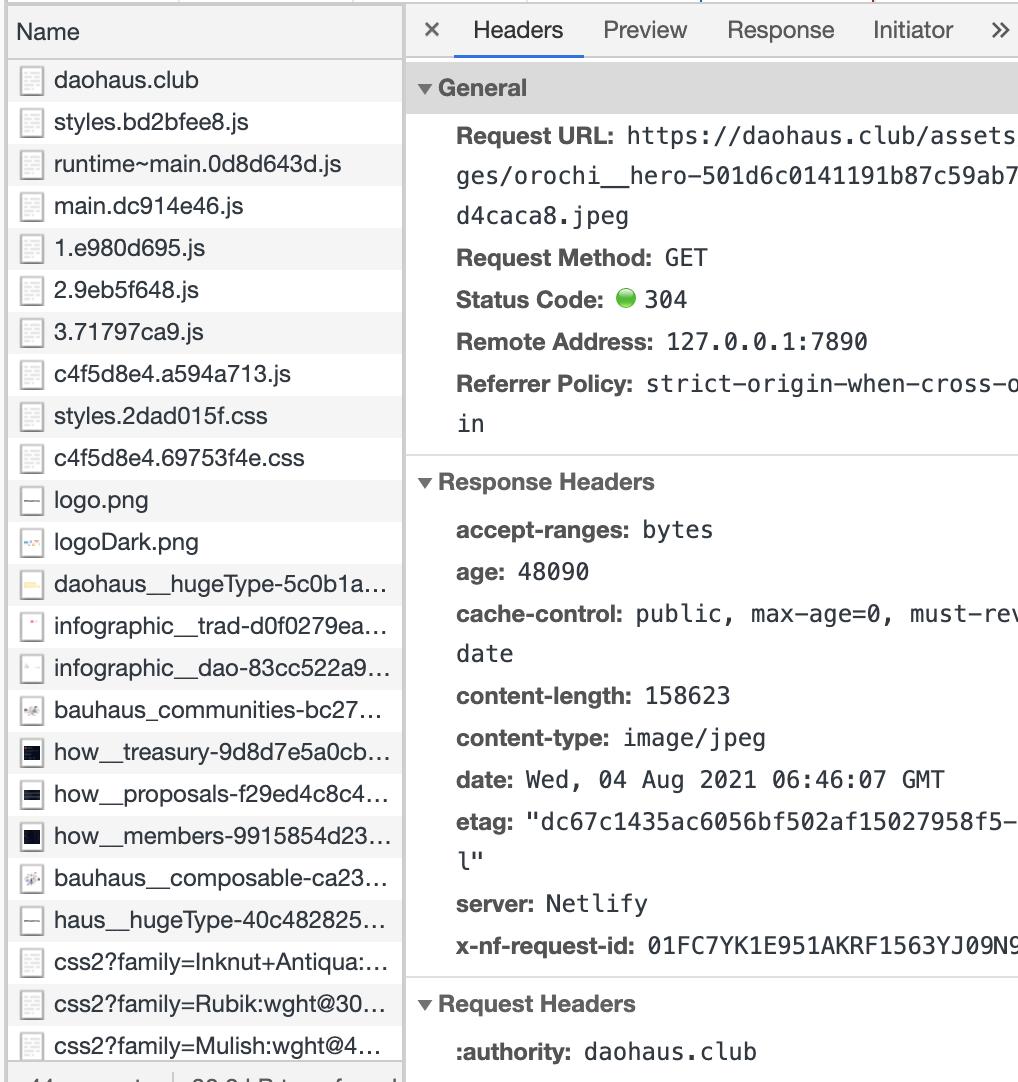 Name
daohaus.club
styles.bd2bfee8.js
runtime~main.0d8d643d.js
main.dc914e46.js
1.e980d695.js
2.9eb5f648.js
3.71797ca9.js
c4f5d8e4.a594a713.js
styles.2dad015f.css
c4f5d8e4.69753f4e.css
logo.png
logoDark.png
daohaus__hugeType-5c0b1a…
infographic__trad-d0f0279ea…
infographic__dao-83cc522a9…
bauhaus_communities-bc27…
how__treasury-9d8d7e5a0cb…
how__proposals-f29ed4c8c4…
how__members-9915854d23…
bauhaus__composable-ca23…
haus__hugeType-40c482825…
css2?family=Inknut+Antiqua:…
css2?family=Rubik:wght@30…
css2?family=Mulish:wght@4…
× Headers Preview Response Initiator »
General
Request URL: https://daohaus.club/assets
ges/orochi__hero-501d6c0141191b87c59ab7
d4caca8.jpeg
Request Method: GET
Status Code: 304
Remote Address: 127.0.0.1:7890
Referrer Policy: strict-origin-when-cross-o
in
Response Headers
accept-ranges: bytes
age: 48090
cache-control: public, max-age=0, must-rev
date
content-length: 158623
content-type: image/jpeg
date: Wed, 04 Aug 2021 06:46:07 GMT
etag: "dc67c1435ac6056bf502af15027958f5-
l"
server: Netlify
x-nf-request-id: 01FC7YK1E951AKRF1563YJ09N9
Request Headers
:authority: daohaus.club